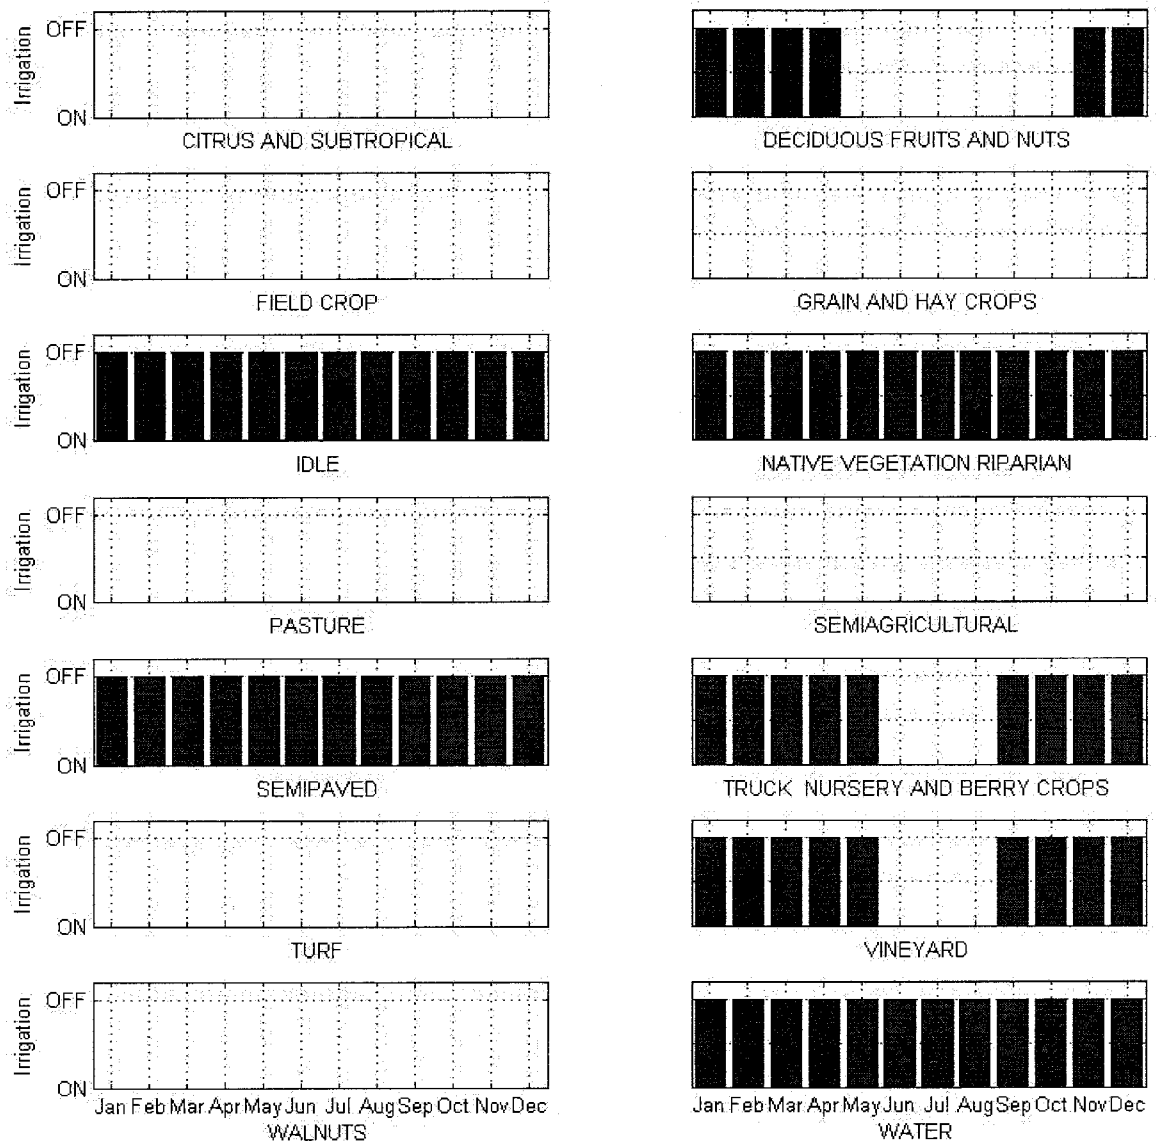 Irrigation
OFF
ON
CITRUS AND SUBTROPICAL
DECIDUOUS FRUITS AND NUTS
Irrigation
OFF
ON
FIELD CROP
GRAIN AND HAY CROPS
Irrigation
OFF
ON
IDLE
NATIVE VEGETATION RIPARIAN
Irrigation
OFF
ON
PASTURE
SEMIAGRICULTURAL
Irrigation
OFF
ON
SEMIPAVED
TRUCK NURSERY AND BERRY CROPS
Irrigation
OFF
ON
TURF
VINEYARD
Irrigation
OFF
ON
Jan Feb Mar Apr May Jun Jul Aug Sep Oct Nov Dec
WALNUTS
Jan Feb Mar Apr May Jun Jul Aug Sep Oct Nov Dec
WATER